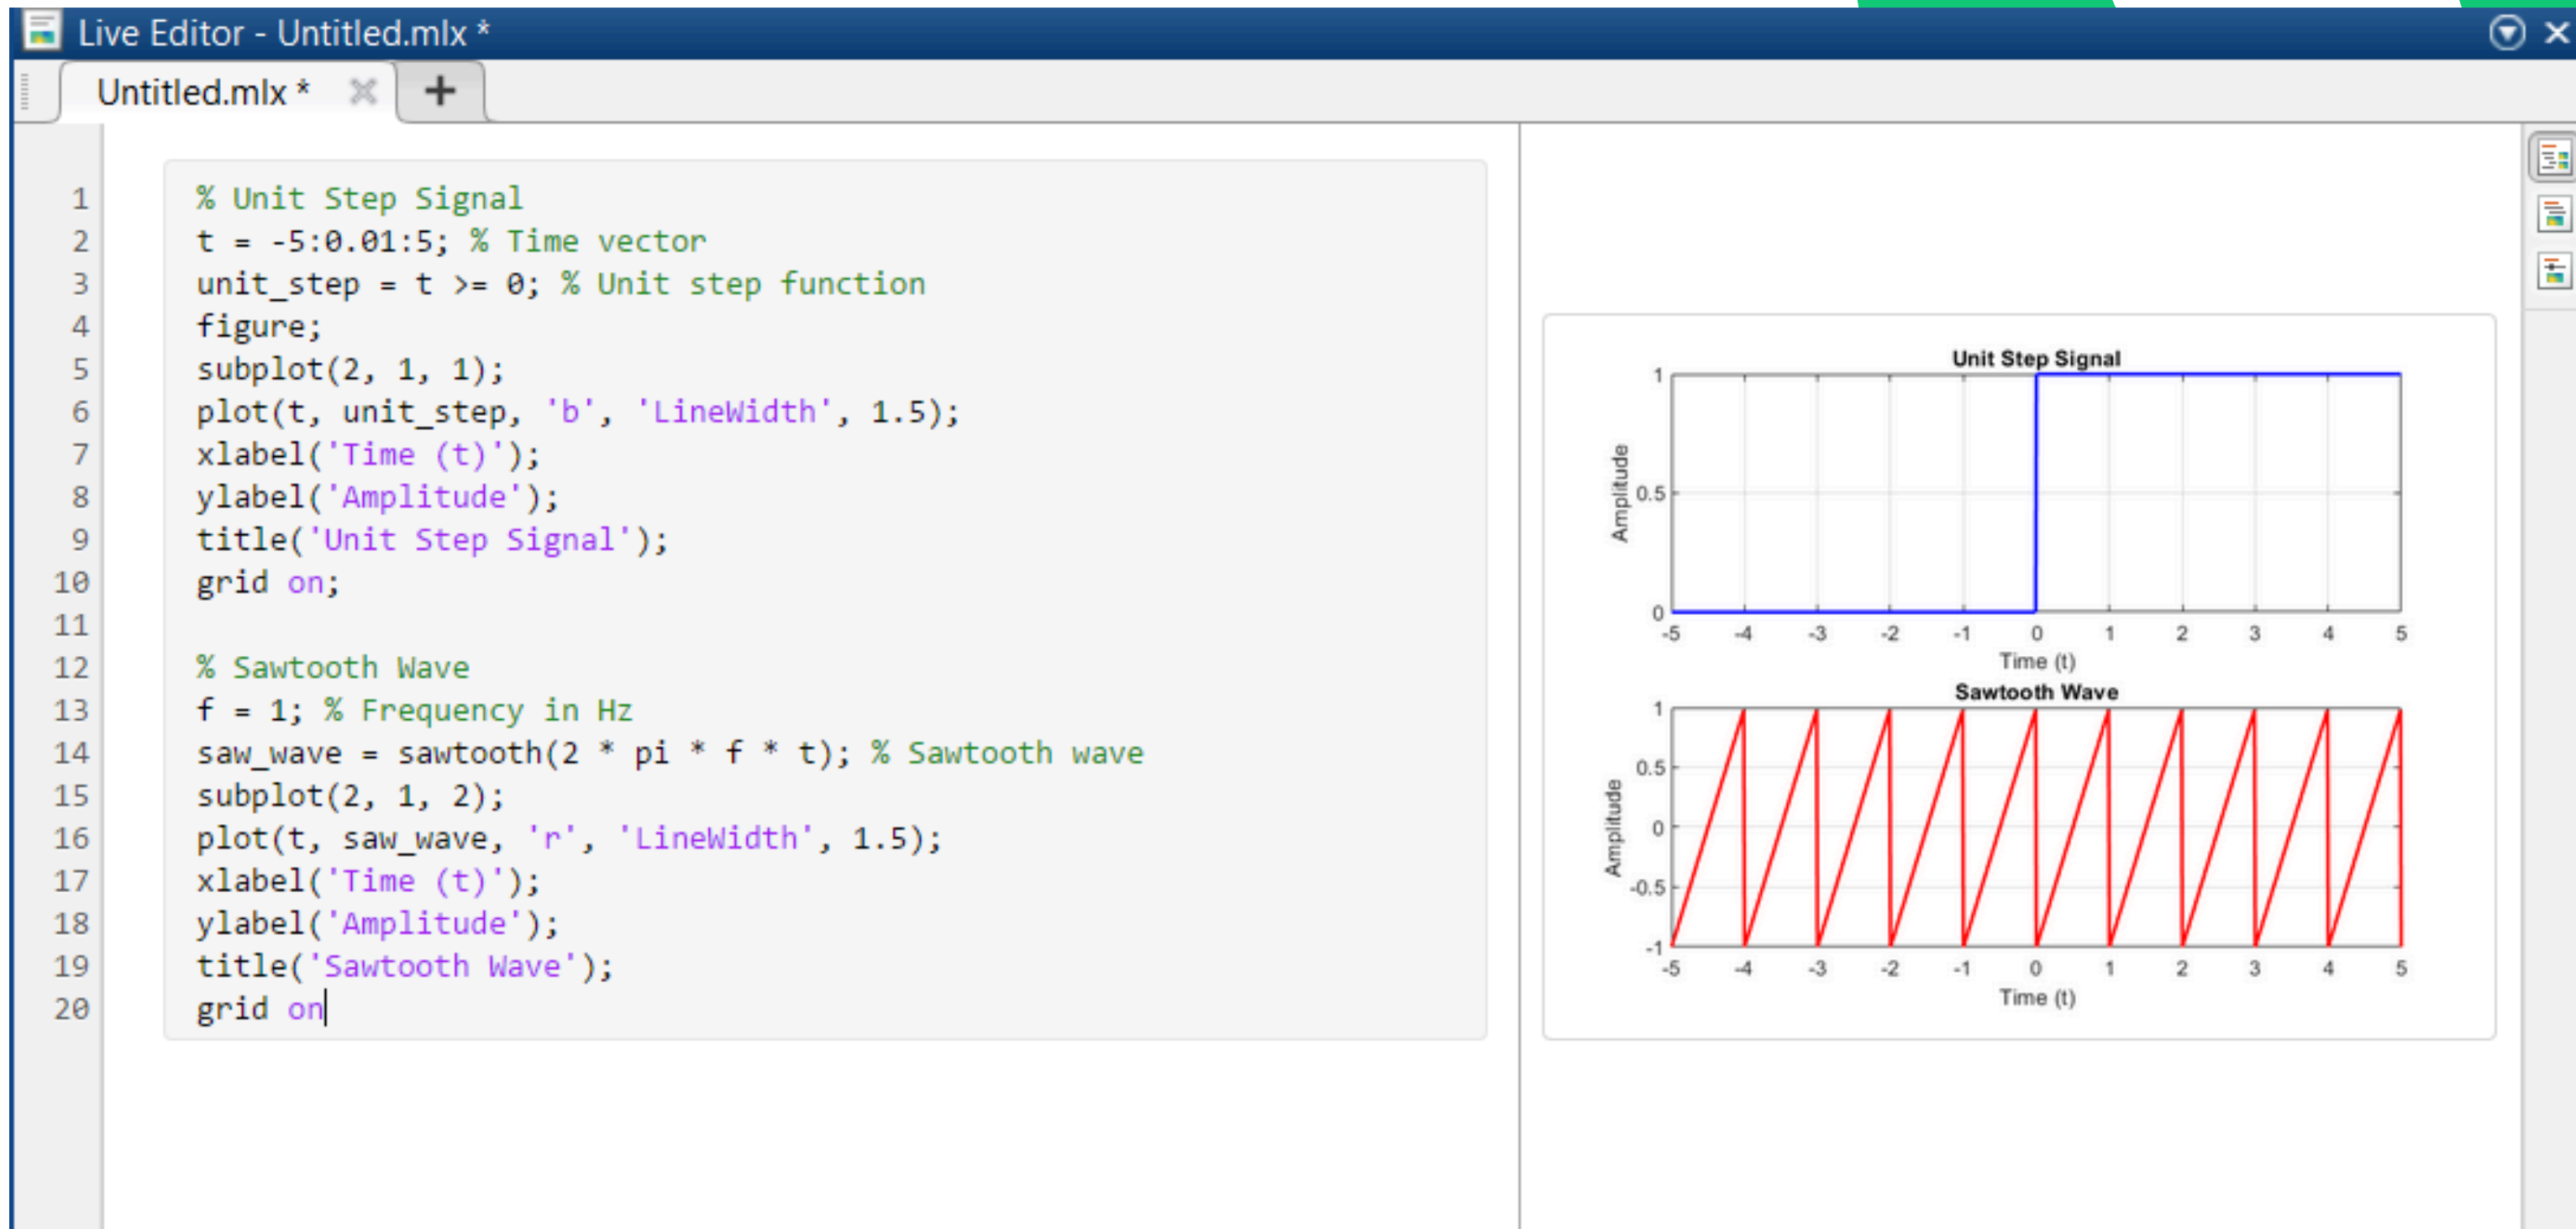 Live Editor - Untitled.mlx *
Untitled.mlx *
1 % Unit Step Signal
2 t = -5:0.01:5; % Time vector
3 unit_step = t >= 0; % Unit step function
4 figure;
5 subplot(2, 1, 1);
6 plot(t, unit_step, 'b', 'LineWidth', 1.5);
7 xlabel('Time (t)');
8 ylabel('Amplitude');
9 title('Unit Step Signal');
10 grid on;
11
12 % Sawtooth Wave
13 f = 1; % Frequency in Hz
14 saw_wave = sawtooth(2 * pi * f * t); % Sawtooth wave
15 subplot(2, 1, 2);
16 plot(t, saw_wave, 'r', 'LineWidth', 1.5);
17 xlabel('Time (t)');
18 ylabel('Amplitude');
19 title('Sawtooth Wave');
20 grid on
Unit Step Signal
1
0.5
0
Amplitude
-5 -4 -3 -2 -1 0 1 2 3 4 5
Time (t)
Sawtooth Wave
1
0.5
0
-0.5
-1
Amplitude
-5 -4 -3 -2 -1 0 1 2 3 4 5
Time (t)